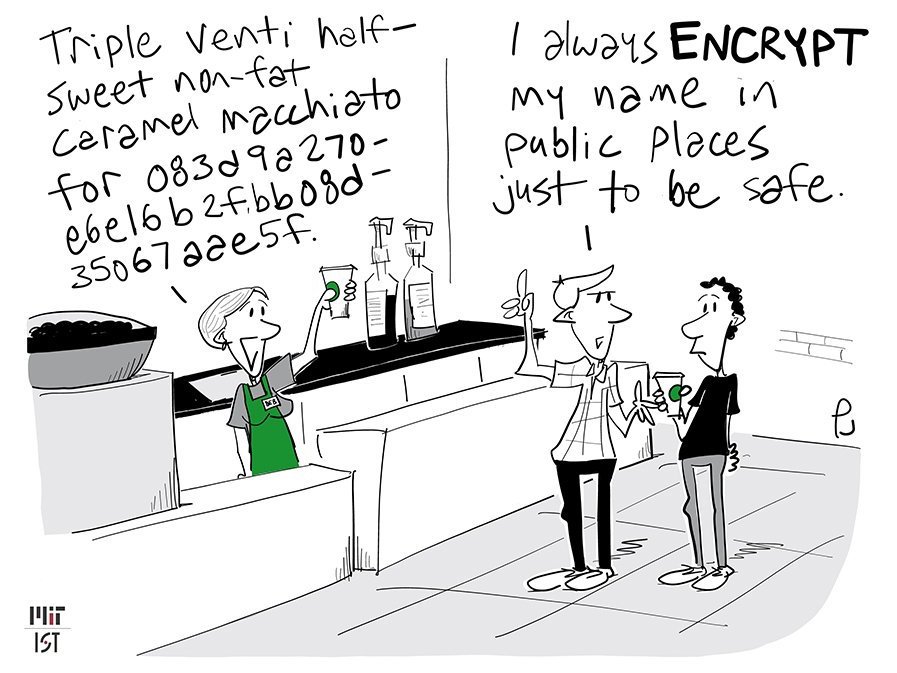 Triple venti half-
sweet non-fat
caramel macchiato
for 083d9a270-
e6e16b2fbb08d-
35067aae5f.
I always ENCRYPT
my name in
public places
just to be safe.
MiT
IST